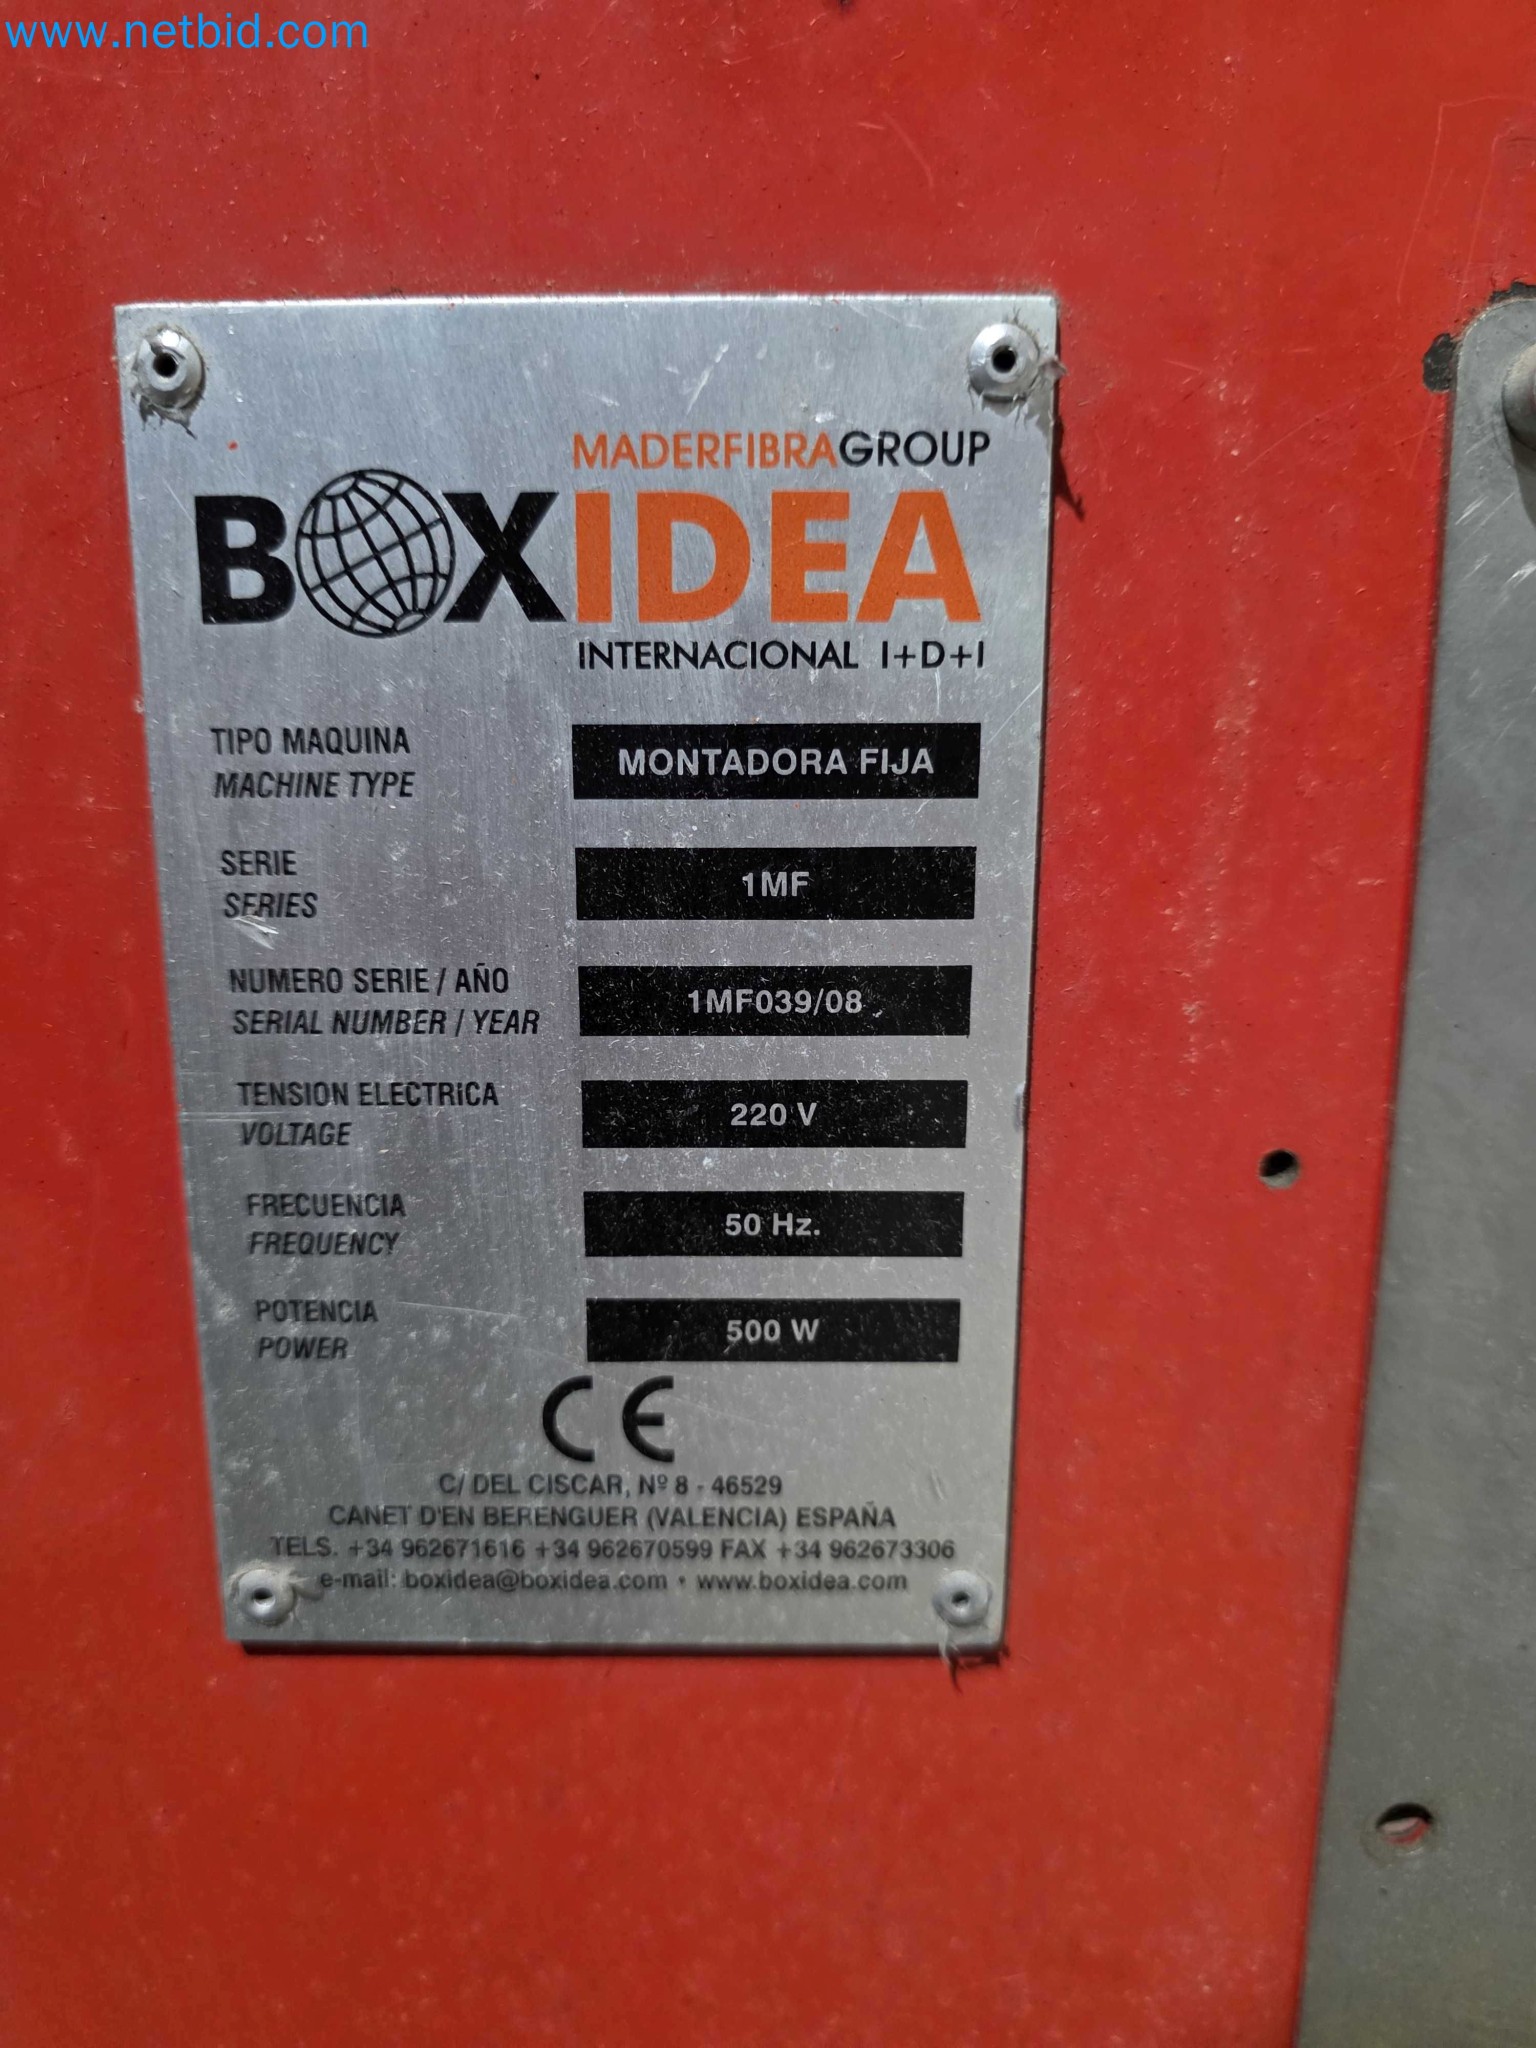 www.netbid.com
MADERFIBRAGROUP
BOXIDEA
INTERNACIONAL I+D+I
TIPO MAQUINA
MACHINE TYPE
MONTADORA FIJA
SERIE
SERIES
1MF
NUMERO SERIE / AÑO
SERIAL NUMBER / YEAR
1MF039/08
TENSION ELECTRiCA
VOLTAGE
220 V
FRECUENCIA
FREQUENCY
50 Hz.
POTENCIA
POWER
500 W
CE
C/ DEL CISCAR, Nº 8 - 46529
CANET D'EN BERENGUER (VALENCIA) ESPAÑA
TELS. +34 962671616 +34 962670599 FAX +34 962673306
e-mail: boxidea@boxidea.com • www.boxidea.com